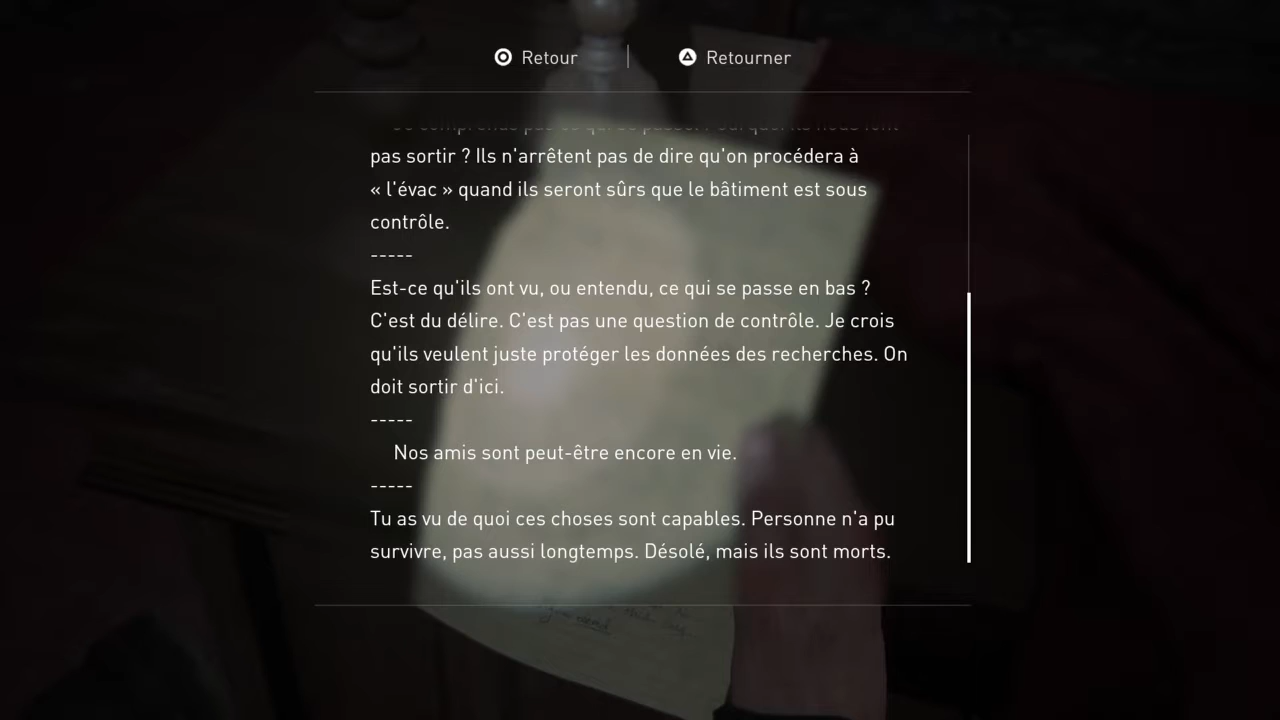 Retour
Retourner
pas sortir ? Ils n'arrêtent pas de dire qu'on procédera à
« l'évac » quand ils seront sûrs que le bâtiment est sous
contrôle.
-----
Est-ce qu'ils ont vu, ou entendu, ce qui se passe en bas ?
C'est du délire. C'est pas une question de contrôle. Je crois
qu'ils veulent juste protéger les données des recherches. On
doit sortir d'ici.
-----
Nos amis sont peut-être encore en vie.
-----
Tu as vu de quoi ces choses sont capables. Personne n'a pu
survivre, pas aussi longtemps. Désolé, mais ils sont morts.